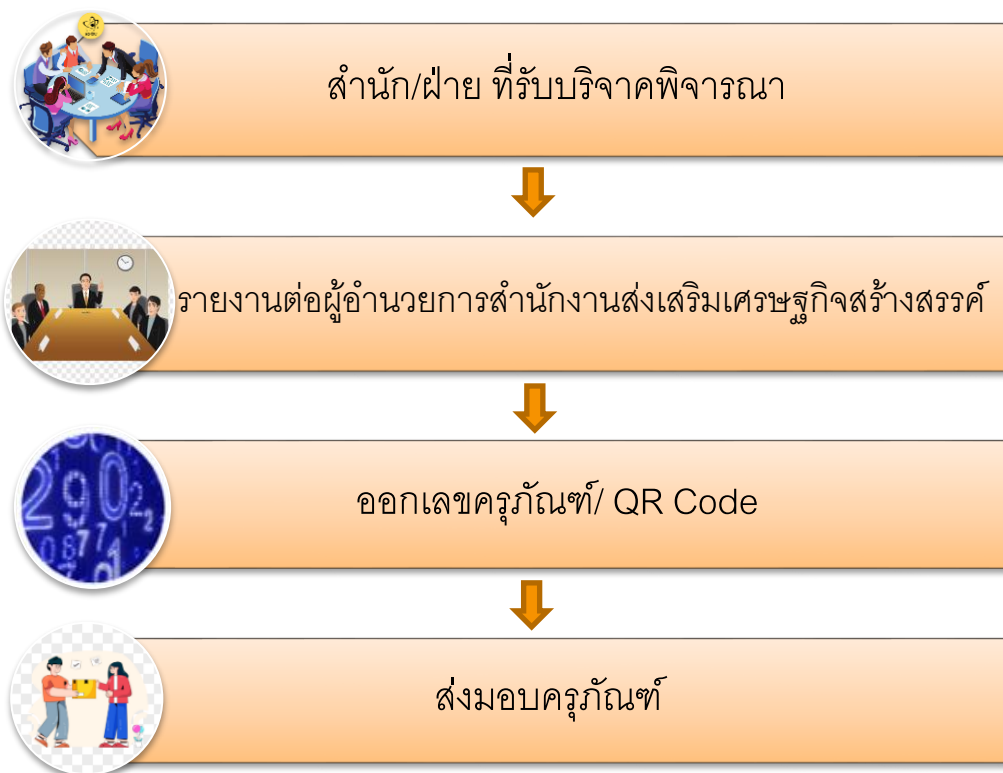 สำนัก/ฝ่าย ที่รับบริจาคพิจารณา
รายงานต่อผู้อำนวยการสำนักงานส่งเสริมเศรษฐกิจสร้างสรรค์
ออกเลขครุภัณฑ์/ QR Code
ส่งมอบครุภัณฑ์